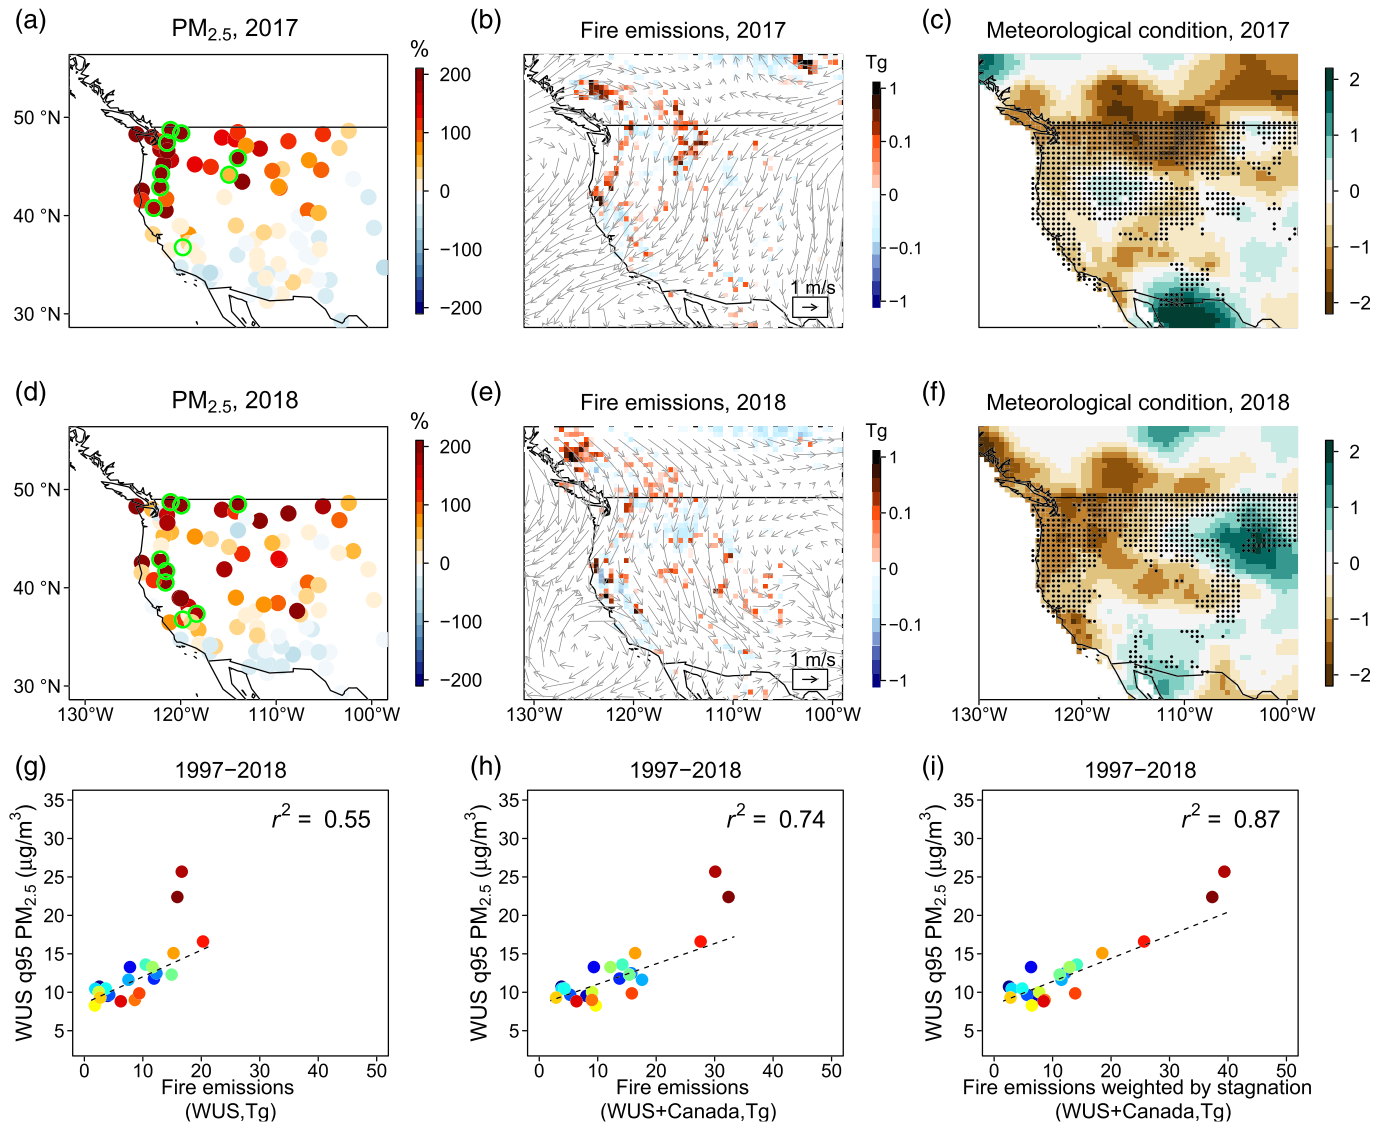 (a)
PM2.5, 2017
%
200
100
0
−100
−200
50 °N
40 °N
30 °N
(b)
Fire emissions, 2017
Tg
1
0.1
0
−0.1
−1
1 m/s
(c)
Meteorological condition, 2017
2
1
0
−1
−2
(d)
PM2.5, 2018
%
200
100
0
−100
−200
50 °N
40 °N
30 °N
130°W 120°W 110°W 100°W
(e)
Fire emissions, 2018
Tg
1
0.1
0
−0.1
−1
1 m/s
130°W 120°W 110°W 100°W
(f)
Meteorological condition, 2018
2
1
0
−1
−2
130°W 120°W 110°W 100°W
(g)
1997−2018
r2 = 0.55
WUS q95 PM2.5 (μg/m3)
35
30
25
20
15
10
5
0 10 20 30 40 50
Fire emissions
(WUS,Tg)
(h)
1997−2018
r2 = 0.74
WUS q95 PM2.5 (μg/m3)
35
30
25
20
15
10
5
0 10 20 30 40 50
Fire emissions
(WUS+Canada,Tg)
(i)
1997−2018
r2 = 0.87
WUS q95 PM2.5 (μg/m3)
35
30
25
20
15
10
5
0 10 20 30 40 50
Fire emissions weighted by stagnation
(WUS+Canada,Tg)